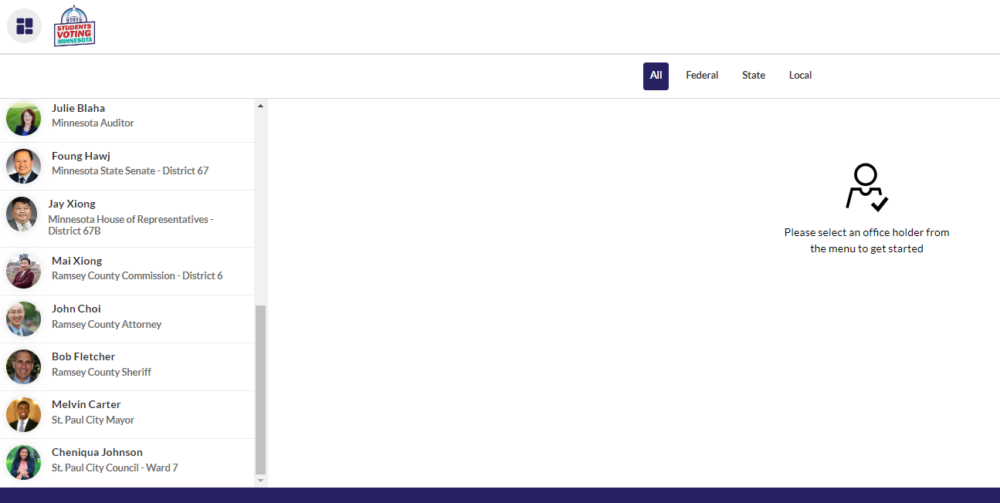 STUDENTS
VOTING
MINNESOTA
All
Federal
State
Local
Julie Blaha
Minnesota Auditor
Foung Hawj
Minnesota State Senate - District 67
Jay Xiong
Minnesota House of Representatives -
District 67B
Mai Xiong
Ramsey County Commission - District 6
John Choi
Ramsey County Attorney
Bob Fletcher
Ramsey County Sheriff
Melvin Carter
St. Paul City Mayor
Cheniqua Johnson
St. Paul City Council - Ward 7
Please select an office holder from
the menu to get started